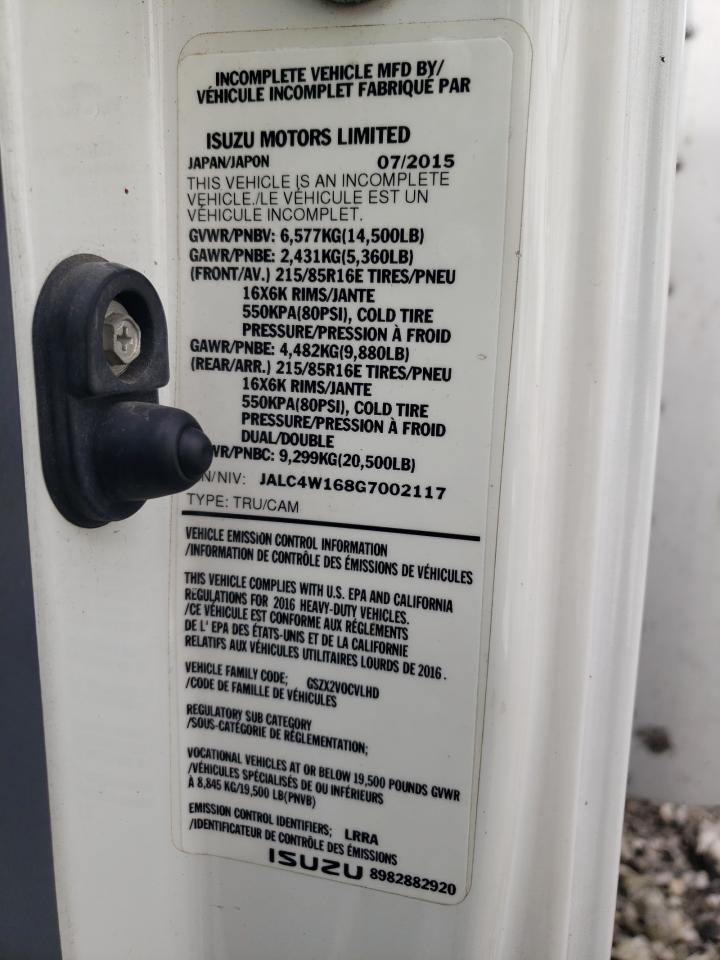 INCOMPLETE VEHICLE MFD BY/
VÉHICULE INCOMPLET FABRIQUÉ PAR
ISUZU MOTORS LIMITED
JAPAN/JAPON 07/2015
THIS VEHICLE IS AN INCOMPLETE
VEHICLE./LE VÉHICULE EST UN
VÉHICULE INCOMPLET.
GVWR/PNBV: 6,577KG(14,500LB)
GAWR/PNBE: 2,431KG(5,360LB)
(FRONT/AV.) 215/85R16E TIRES/PNEU
16X6K RIMS/JANTE
550KPA(80PSI), COLD TIRE
PRESSURE/PRESSION À FROID
GAWR/PNBE: 4,482KG(9,880LB)
(REAR/ARR.) 215/85R16E TIRES/PNEU
16X6K RIMS/JANTE
550KPA(80PSI), COLD TIRE
PRESSURE/PRESSION À FROID
DUAL/DOUBLE
WR/PNBC: 9,299KG(20,500LB)
N/NIV: JALC4W168G7002117
TYPE: TRU/CAM
VEHICLE EMISSION CONTROL INFORMATION
/INFORMATION DE CONTRÔLE DES ÉMISSIONS DE VÉHICULES
THIS VEHICLE COMPLIES WITH U.S. EPA AND CALIFORNIA
REGULATIONS FOR 2016 HEAVY-DUTY VEHICLES.
/CE VÉHICULE EST CONFORME AUX RÉGLEMENTS
DE L' EPA DES ÉTATS-UNIS ET DE LA CALIFORNIE
RELATIFS AUX VÉHICULES UTILITAIRES LOURDS DE 2016.
VEHICLE FAMILY CODE; GSZX2VOCVLHD
/CODE DE FAMILLE DE VÉHICULES
REGULATORY SUB CATEGORY
/SOUS-CATÉGORIE DE RÉGLEMENTATION;
VOCATIONAL VEHICLES AT OR BELOW 19,500 POUNDS GVWR
/VÉHICULES SPÉCIALISÉS DE OU INFÉRIEURS
À 8,845 KG/19,500 LB(PNVB)
EMISSION CONTROL IDENTIFIERS; LRRA
/IDENTIFICATEUR DE CONTRÔLE DES ÉMISSIONS
ISUZU 8982882920